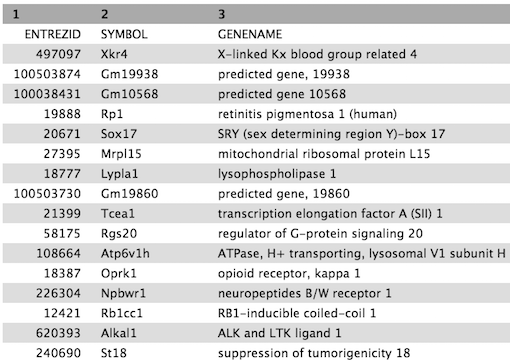 1 2 3
ENTREZID SYMBOL GENENAME
497097 Xkr4 X-linked Kx blood group related 4
100503874 Gm19938 predicted gene, 19938
100038431 Gm10568 predicted gene 10568
19888 Rp1 retinitis pigmentosa 1 (human)
20671 Sox17 SRY (sex determining region Y)-box 17
27395 Mrpl15 mitochondrial ribosomal protein L15
18777 Lypla1 lysophospholipase 1
100503730 Gm19860 predicted gene, 19860
21399 Tcea1 transcription elongation factor A (SII) 1
58175 Rgs20 regulator of G-protein signaling 20
108664 Atp6v1h ATPase, H+ transporting, lysosomal V1 subunit H
18387 Oprk1 opioid receptor, kappa 1
226304 Npbwr1 neuropeptides B/W receptor 1
12421 Rb1cc1 RB1-inducible coiled-coil 1
620393 Alkal1 ALK and LTK ligand 1
240690 St18 suppression of tumorigenicity 18